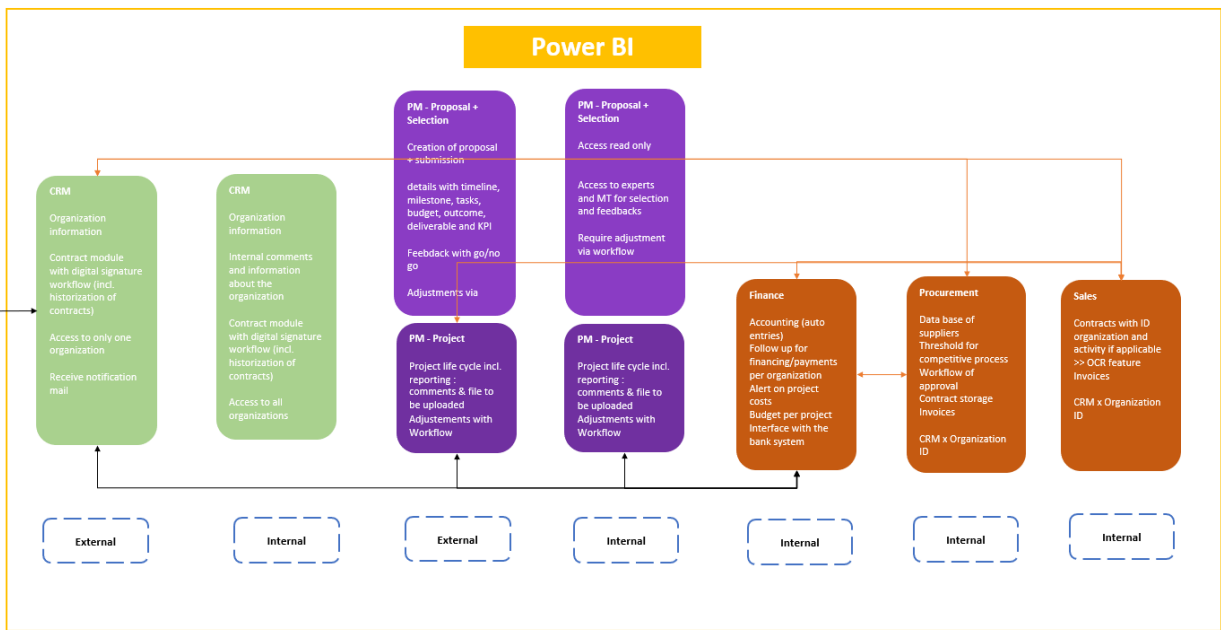 Power BI
CRM
Organization
information
Contract module
with digital signature
workflow (incl.
historization of
contracts)
Access to only one
organization
Receive notification
mail
CRM
Organization
information
Internal comments
and information
about the
organization
Contract module
with digital signature
workflow (incl.
historization of
contracts)
Access to all
organizations
PM - Proposal +
Selection
Creation of proposal
+ submission
details with timeline,
milestone, tasks,
budget, outcome,
deliverable and KPI
Feebdack with go/no
go
Adjustments via
PM - Project
Project life cycle incl.
reporting :
comments & file to
be uploaded
Adjustements with
Workflow
PM - Proposal +
Selection
Access read only
Access to experts
and MT for selection
and feedbacks
Require adjustment
via workflow
PM - Project
Project life cycle incl.
reporting :
comments & file to
be uploaded
Adjustments with
Workflow
Finance
Accounting (auto
entries)
Follow up for
financing/payments
per organization
Alert on project
costs
Budget per project
Interface with the
bank system
Procurement
Data base of
suppliers
Threshold for
competitive process
Workflow of
approval
Contract storage
Invoices
CRM x Organization
ID
Sales
Contracts with ID
organization and
activity if applicable
>> OCR feature
Invoices
CRM x Organization
ID
External
Internal
External
Internal
Internal
Internal
Internal